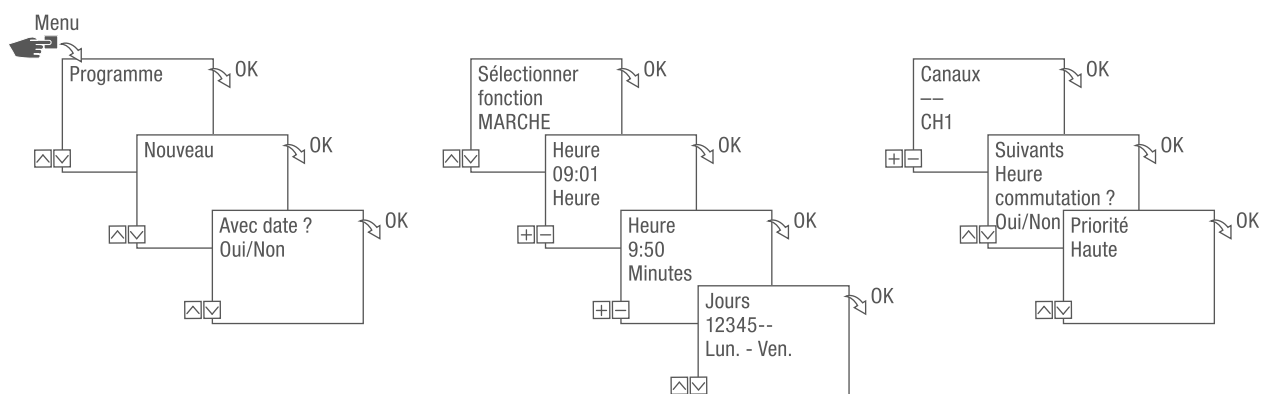 Menu
Programme
OK
Nouveau
OK
Avec date ?
Oui/Non
OK
Sélectionner
fonction
MARCHE
OK
Heure
09:01
Heure
OK
Heure
9:50
Minutes
OK
Jours
12345--
Lun. - Ven.
OK
Canaux
––
CH1
OK
Suivants
Heure
commutation ?
Oui/Non
OK
Priorité
Haute
OK